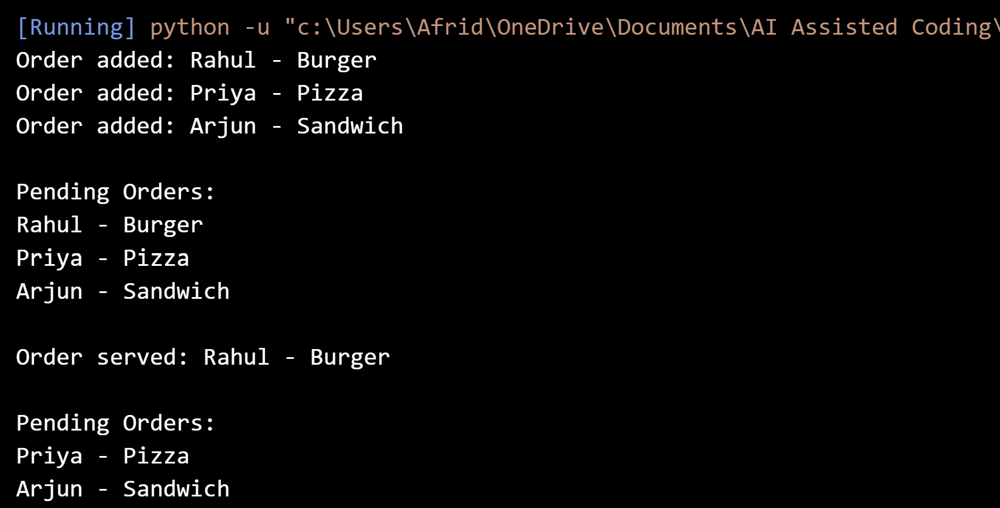 [Running] python -u "c:\Users\Afrid\OneDrive\Documents\AI Assisted Coding\
Order added: Rahul - Burger
Order added: Priya - Pizza
Order added: Arjun - Sandwich
Pending Orders:
Rahul - Burger
Priya - Pizza
Arjun - Sandwich
Order served: Rahul - Burger
Pending Orders:
Priya - Pizza
Arjun - Sandwich